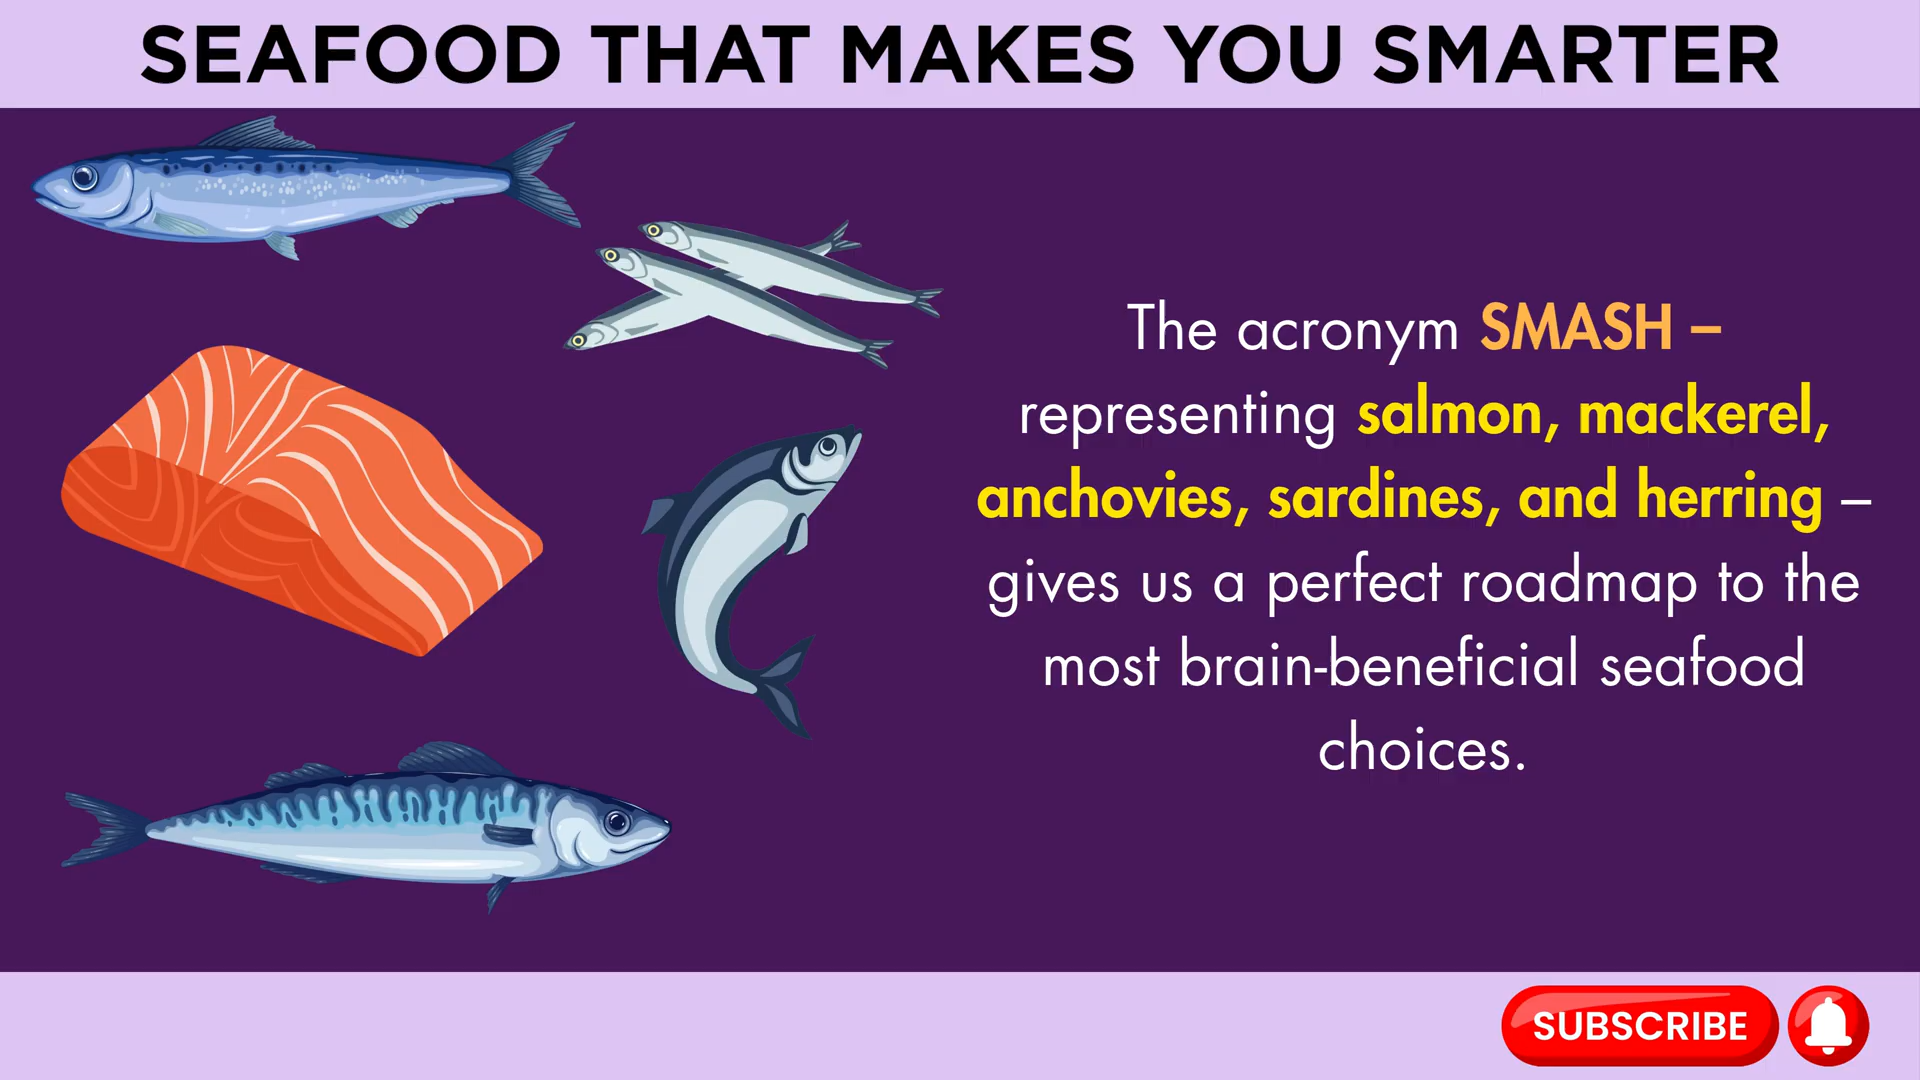 SEAFOOD THAT MAKES YOU SMARTER
The acronym SMASH –
representing salmon, mackerel,
anchovies, sardines, and herring –
gives us a perfect roadmap to the
most brain-beneficial seafood
choices.
SUBSCRIBE